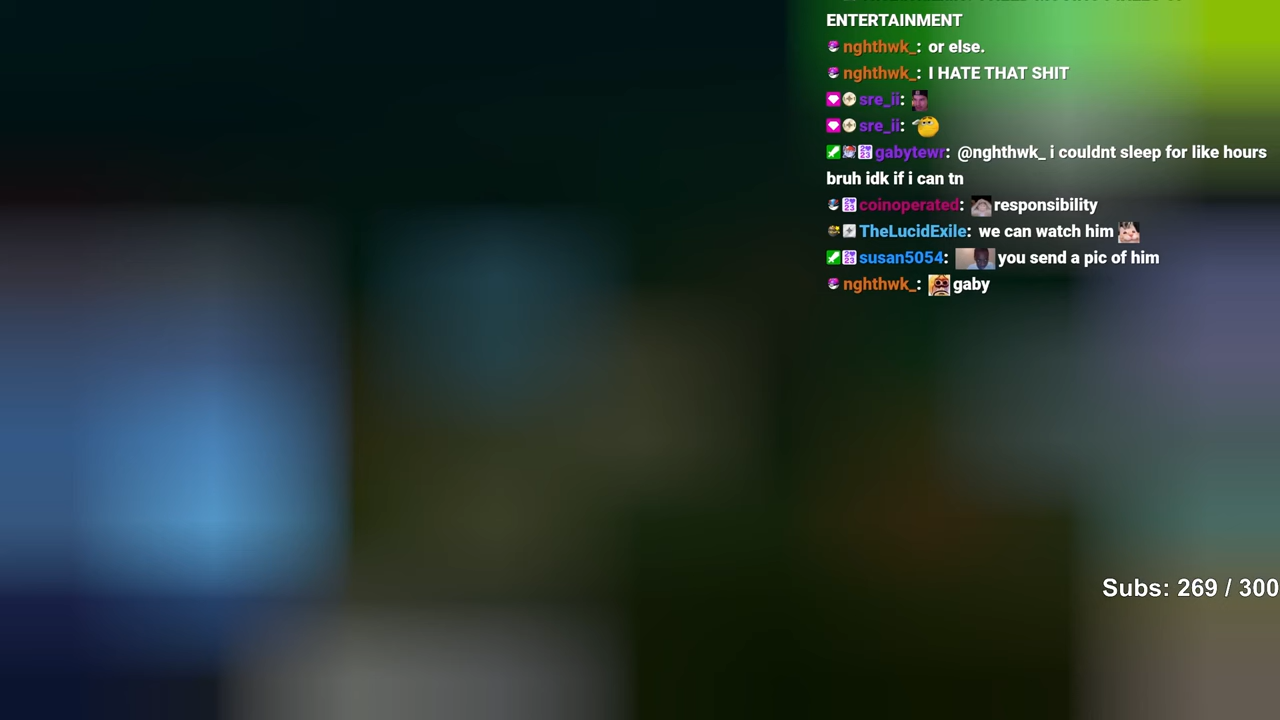 ENTERTAINMENT
nghthwk_: or else.
nghthwk_: I HATE THAT SHIT
sre_ii:
sre_ii:
gabytewr: @nghthwk_ i couldnt sleep for like hours
bruh idk if i can tn
coinoperated: responsibility
TheLucidExile: we can watch him
susan5054: you send a pic of him
nghthwk_: gaby
Subs: 269 / 300